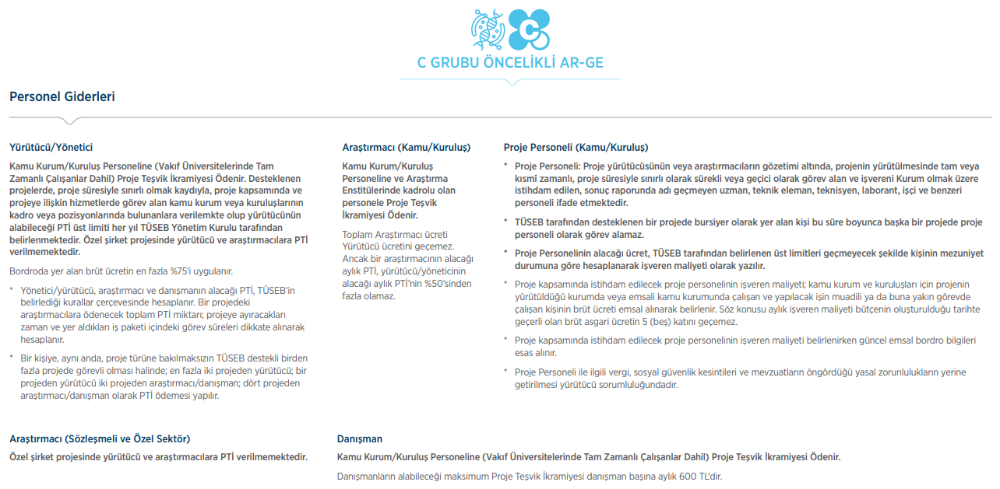 C
C GRUBU ÖNCELİKLİ AR-GE
Personel Giderleri
Yürütücü/Yönetici
Kamu Kurum/Kuruluş Personeline (Vakıf Üniversitelerinde Tam
Zamanlı Çalışanlar Dahil) Proje Teşvik İkramiyesi Ödenir. Desteklenen
projelerde, proje süresiyle sınırlı olmak kaydıyla, proje kapsamında ve
projeye ilişkin hizmetlerde görev alan kamu kurum veya kuruluşlarının
kadro veya pozisyonlarında bulunanlara verilemkte olup yürütücünün
alabileceği PTİ üst limiti her yıl TÜSEB Yönetim Kurulu tarafından
belirlenmektedir. Özel şirket projesinde yürütücü ve araştırmacılara PTİ
verilmemektedir.
Bordroda yer alan brüt ücretin en fazla %75'i uygulanır.
* Yönetici/yürütücü, araştırmacı ve danışmanın alacağı PTİ, TÜSEB'in
belirlediği kurallar çerçevesinde hesaplanır. Bir projedeki
araştırmacılara ödenecek toplam PTİ miktarı; projeye ayıracakları
zaman ve yer aldıkları iş paketi içindeki görev süreleri dikkate alınarak
hesaplanır.
* Bir kişiye, aynı anda, proje türüne bakılmaksızın TÜSEB destekli birden
fazla projede görevli olması halinde; en fazla iki projeden yürütücü; bir
projeden yürütücü iki projeden araştırmacı/danışman; dört projeden
araştırmacı/danışman olarak PTİ ödemesi yapılır.
Araştırmacı (Kamu/Kuruluş)
Kamu Kurum/Kuruluş
Personeline ve Araştırma
Enstitülerinde kadrolu olan
personele Proje Teşvik
İkramiyesi Ödenir.
Toplam Araştırmacı ücreti
Yürütücü ücretini geçemez.
Ancak bir araştırmacının alacağı
aylık PTİ, yürütücü/yöneticinin
alacağı aylık PTİ'nin %50'sinden
fazla olamaz.
Proje Personeli (Kamu/Kuruluş)
* Proje Personeli: Proje yürütücüsünün veya araştırmacıların gözetimi altında, projenin yürütülmesinde tam veya
kısmî zamanlı, proje süresiyle sınırlı olarak sürekli veya geçici olarak görev alan ve işvereni Kurum olmak üzere
istihdam edilen, sonuç raporunda adı geçmeyen uzman, teknik eleman, teknisyen, laborant, işçi ve benzeri
personeli ifade etmektedir.
* TÜSEB tarafından desteklenen bir projede bursiyer olarak yer alan kişi bu süre boyunca başka bir projede proje
personeli olarak görev alamaz.
* Proje Personelinin alacağı ücret, TÜSEB tarafından belirlenen üst limitleri geçmeyecek şekilde kişinin mezuniyet
durumuna göre hesaplanarak işveren maliyeti olarak yazılır.
* Proje kapsamında istihdam edilecek proje personelinin işveren maliyeti; kamu kurum ve kuruluşları için projenin
yürütüldüğü kurumda veya emsali kamu kurumunda çalışan ve yapılacak işin muadili ya da buna yakın görevde
çalışan kişinin brüt ücreti emsal alınarak belirlenir. Söz konusu aylık işveren maliyeti bütçenin oluşturulduğu tarihte
geçerli olan brüt asgari ücretin 5 (beş) katını geçemez.
* Proje kapsamında istihdam edilecek proje personelinin işveren maliyeti belirlenirken güncel emsal bordro bilgileri
esas alınır.
* Proje Personeli ile ilgili vergi, sosyal güvenlik kesintileri ve mevzuatların öngördüğü yasal zorunlulukların yerine
getirilmesi yürütücü sorumluluğundadır.
Araştırmacı (Sözleşmeli ve Özel Sektör)
Özel şirket projesinde yürütücü ve araştırmacılara PTİ verilmemektedir.
Danışman
Kamu Kurum/Kuruluş Personeline (Vakıf Üniversitelerinde Tam Zamanlı Çalışanlar Dahil) Proje Teşvik İkramiyesi Ödenir.
Danışmanların alabileceği maksimum Proje Teşvik İkramiyesi danışman başına aylık 600 TL'dir.